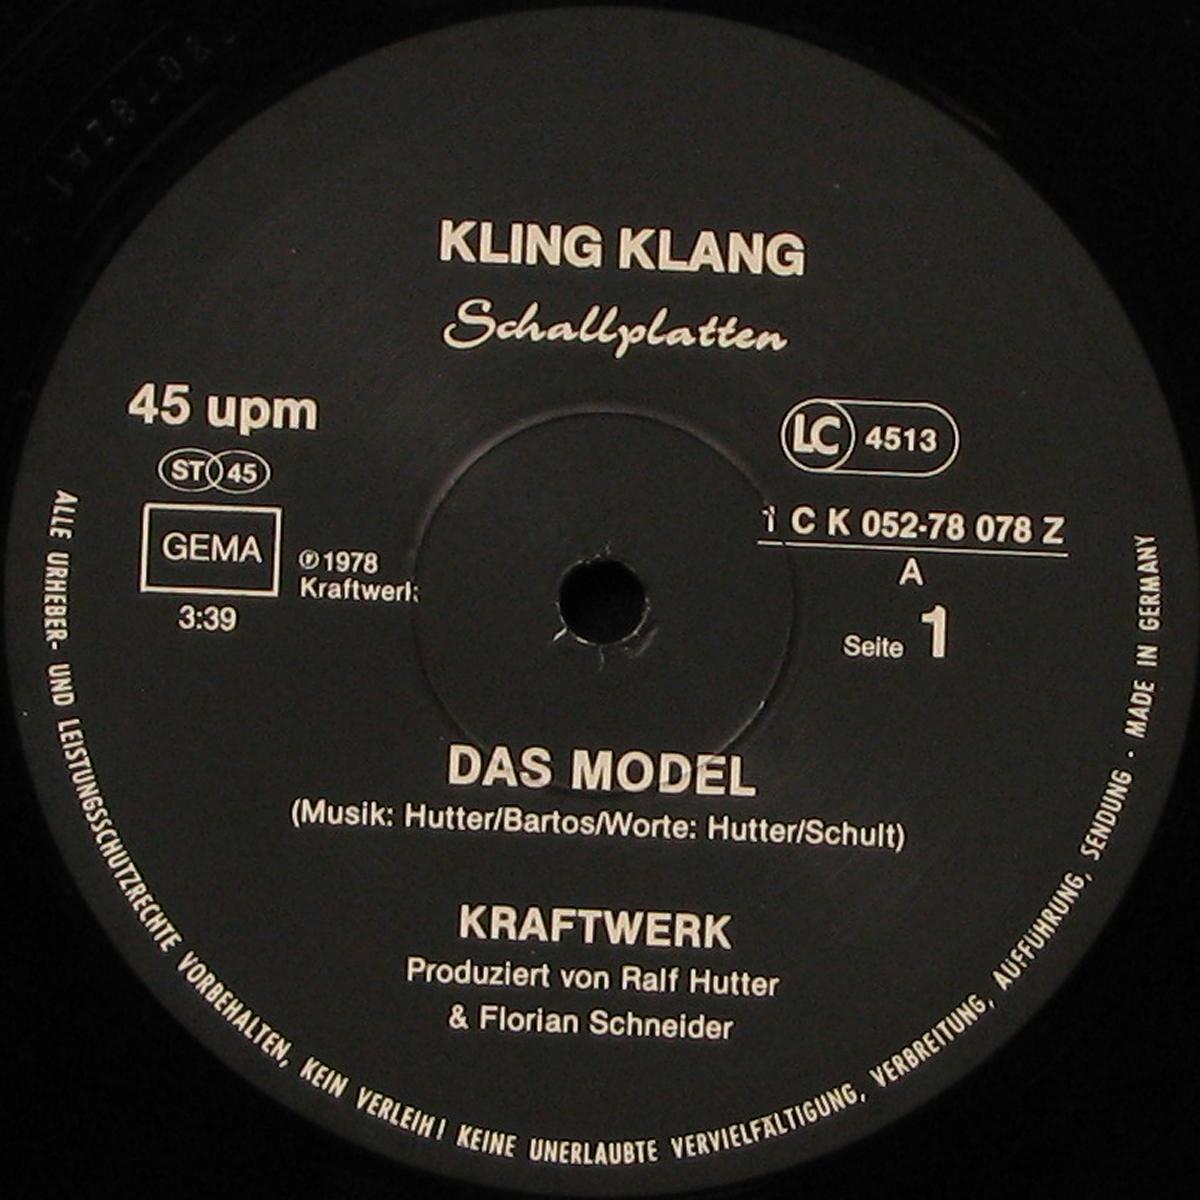 KLING KLANG
Schallplatten
45 upm
ST 45
GEMA
℗ 1978
Kraftwerk
3:39
LC 4513
1 C K 052-78 078 Z
A
Seite 1
DAS MODEL
(Musik: Hutter/Bartos/Worte: Hutter/Schult)
KRAFTWERK
Produziert von Ralf Hutter
& Florian Schneider
ALLE URHEBER- UND LEISTUNGSSCHUTZRECHTE VORBEHALTEN, KEIN VERLEIH! KEINE UNERLAUBTE VERVIELFÄLTIGUNG, VERBREITUNG, AUFFUHRUNG, SENDUNG · MADE IN GERMANY